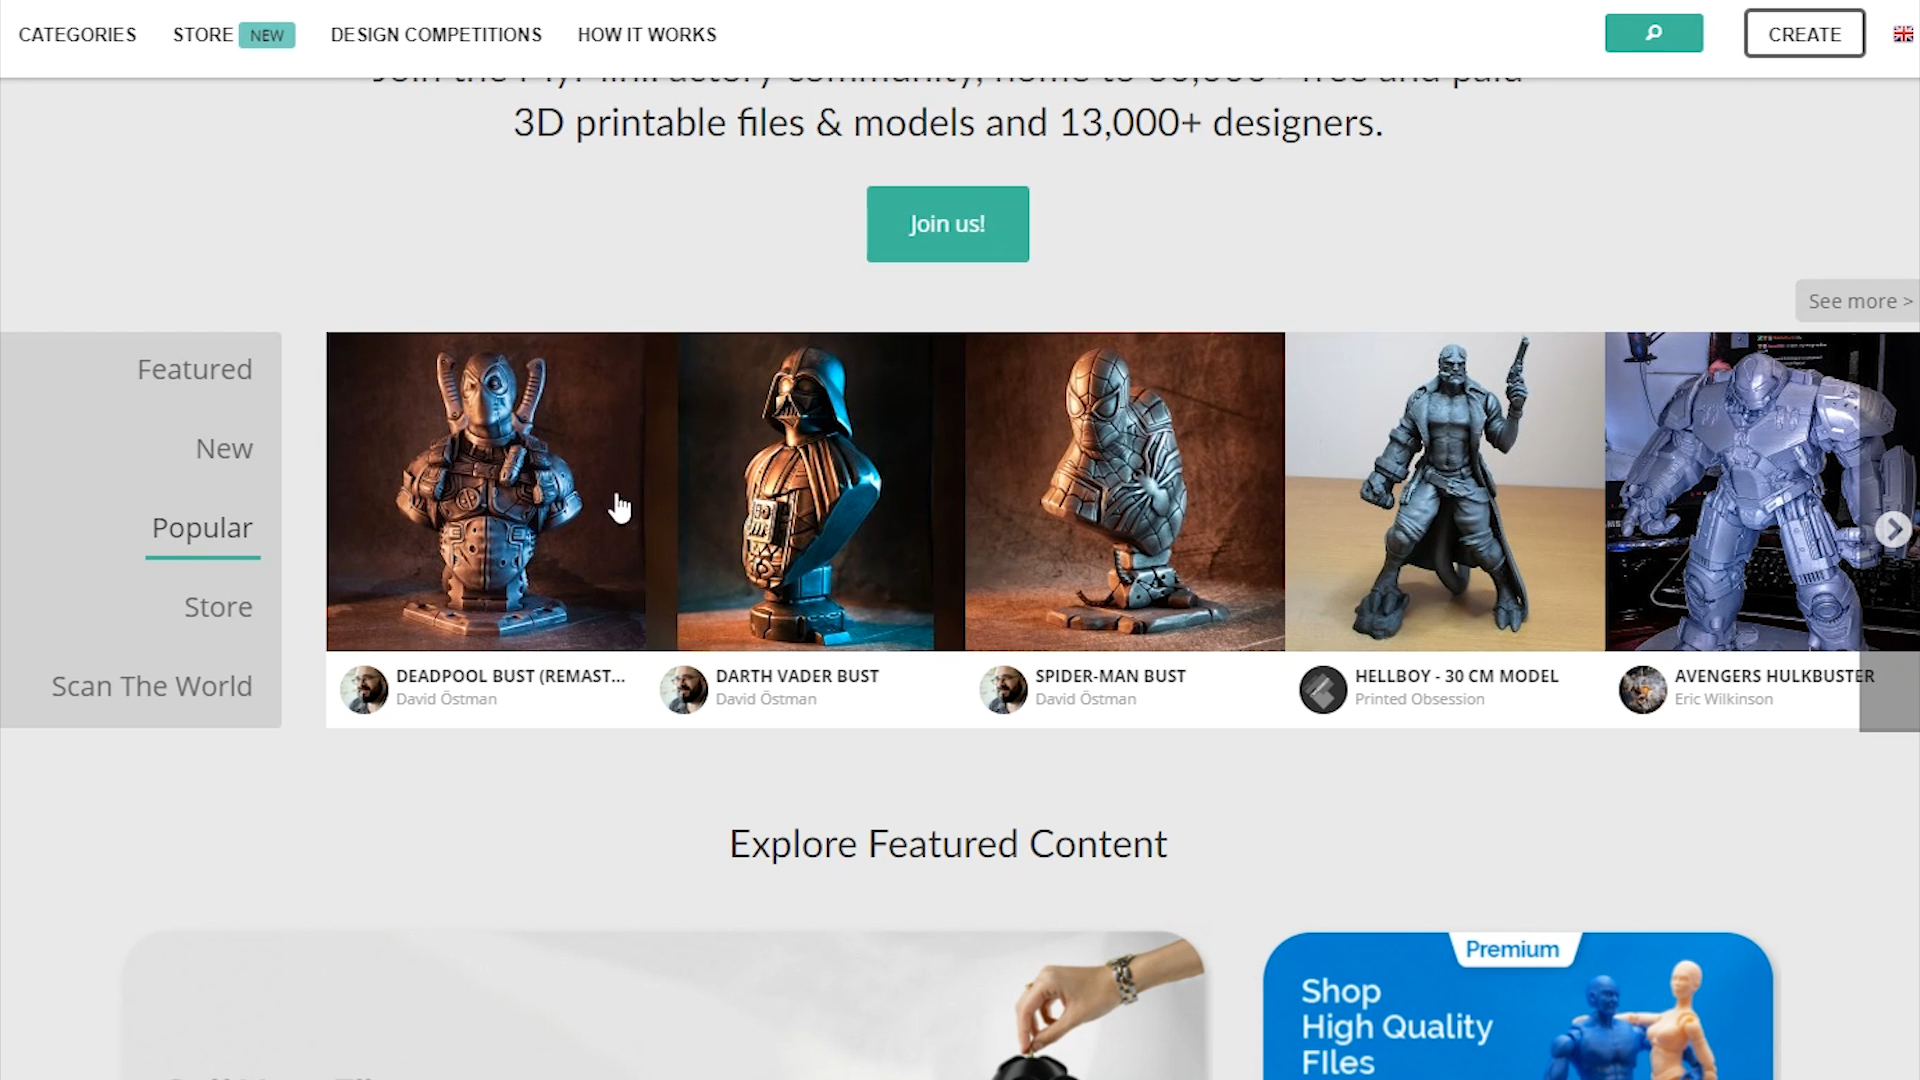 CATEGORIES STORE NEW DESIGN COMPETITIONS HOW IT WORKS CREATE
3D printable files & models and 13,000+ designers.
Join us!
See more >
Featured
New
Popular
Store
Scan The World
DEADPOOL BUST (REMAST...
David Östman
DARTH VADER BUST
David Östman
SPIDER-MAN BUST
David Östman
HELLBOY - 30 CM MODEL
Printed Obsession
AVENGERS HULKBUSTER
Eric Wilkinson
Explore Featured Content
Premium
Shop
High Quality
FIles